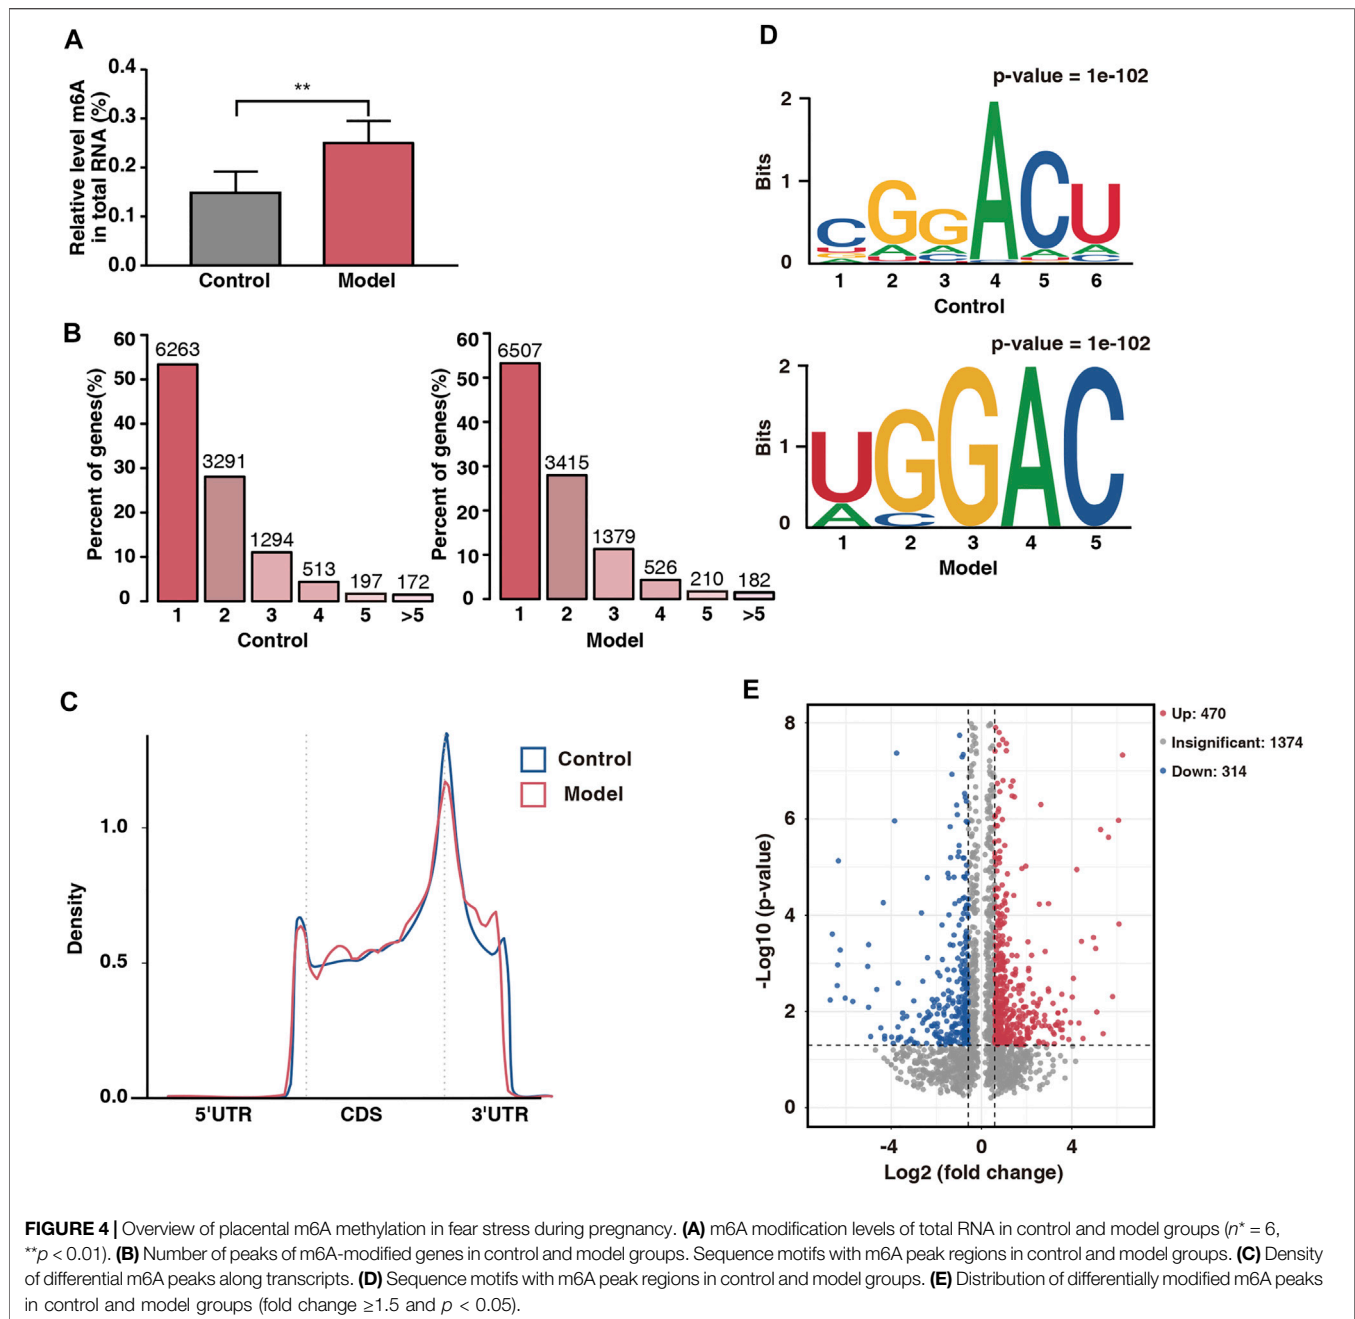 A
Relative level m6A
in total RNA (%)
0.4
0.3
0.2
0.1
0.0
**
Control
Model
B
Percent of genes(%)
60
50
40
30
20
10
0
6263
3291
1294
513
197
172
1
2
3
4
5
>5
Control
Percent of genes(%)
60
50
40
30
20
10
0
6507
3415
1379
526
210
182
1
2
3
4
5
>5
Model
C
Density
1.0
0.5
0.0
Control
Model
5'UTR
CDS
3'UTR
D
p-value = 1e-102
Bits
2
1
0
CGGACU
1
2
3
4
5
6
Control
p-value = 1e-102
Bits
2
1
0
UGGAC
A C
1
2
3
4
5
Model
E
-Log10 (p-value)
8
6
4
2
0
-4
0
4
Log2 (fold change)
Up: 470
Insignificant: 1374
Down: 314
FIGURE 4 | Overview of placental m6A methylation in fear stress during pregnancy. (A) m6A modification levels of total RNA in control and model groups (n* = 6,
**p < 0.01). (B) Number of peaks of m6A-modified genes in control and model groups. Sequence motifs with m6A peak regions in control and model groups. (C) Density
of differential m6A peaks along transcripts. (D) Sequence motifs with m6A peak regions in control and model groups. (E) Distribution of differentially modified m6A peaks
in control and model groups (fold change ≥1.5 and p < 0.05).